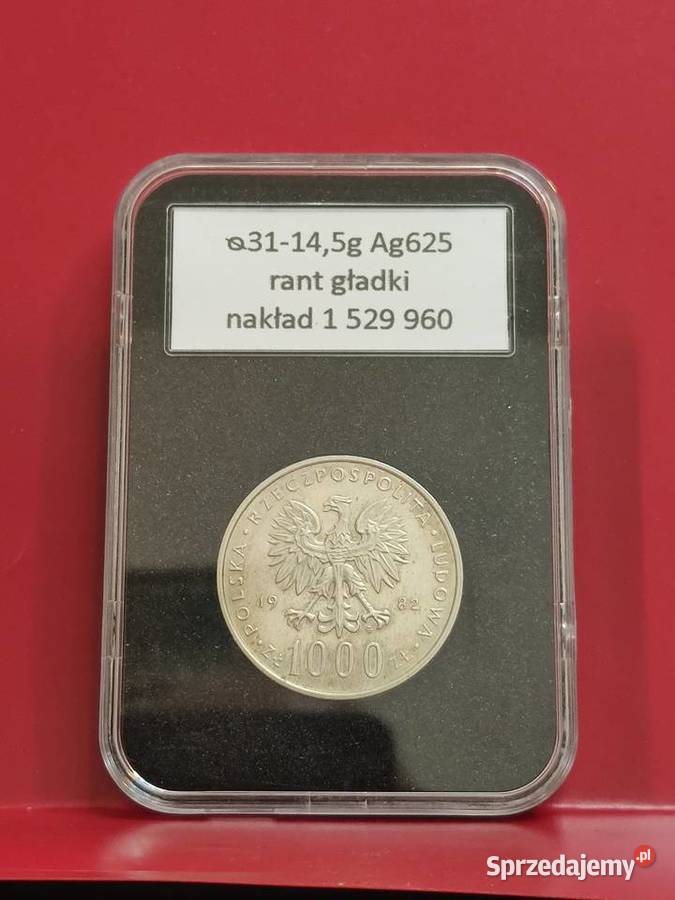 ⌀31-14,5g Ag625
rant gładki
nakład 1 529 960
POLSKA · RZECZPOSPOLITA · LUDOWA
19 82
ZŁ 1000 ZŁ
Sprzedajemy.pl